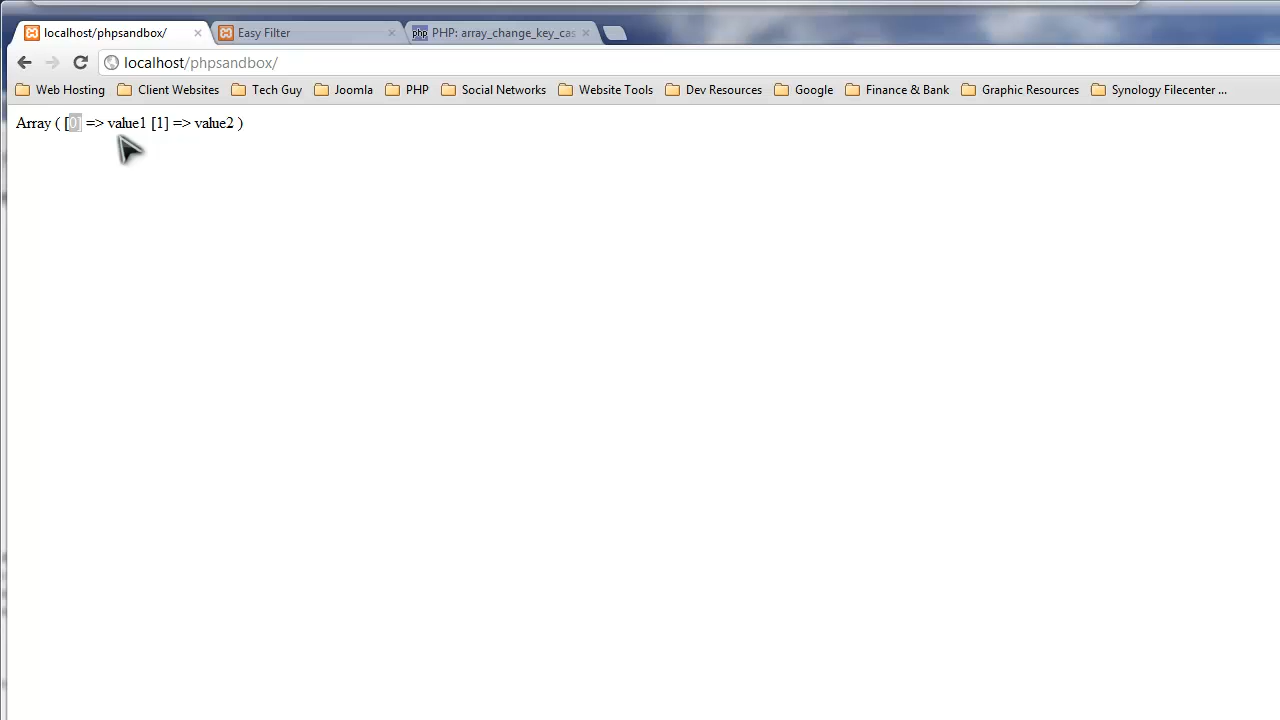 localhost/phpsandbox/ Easy Filter php PHP: array_change_key_cas
localhost/phpsandbox/
Web Hosting Client Websites Tech Guy Joomla PHP Social Networks Website Tools Dev Resources Google Finance & Bank Graphic Resources Synology Filecenter ...
Array ( [0] => value1 [1] => value2 )